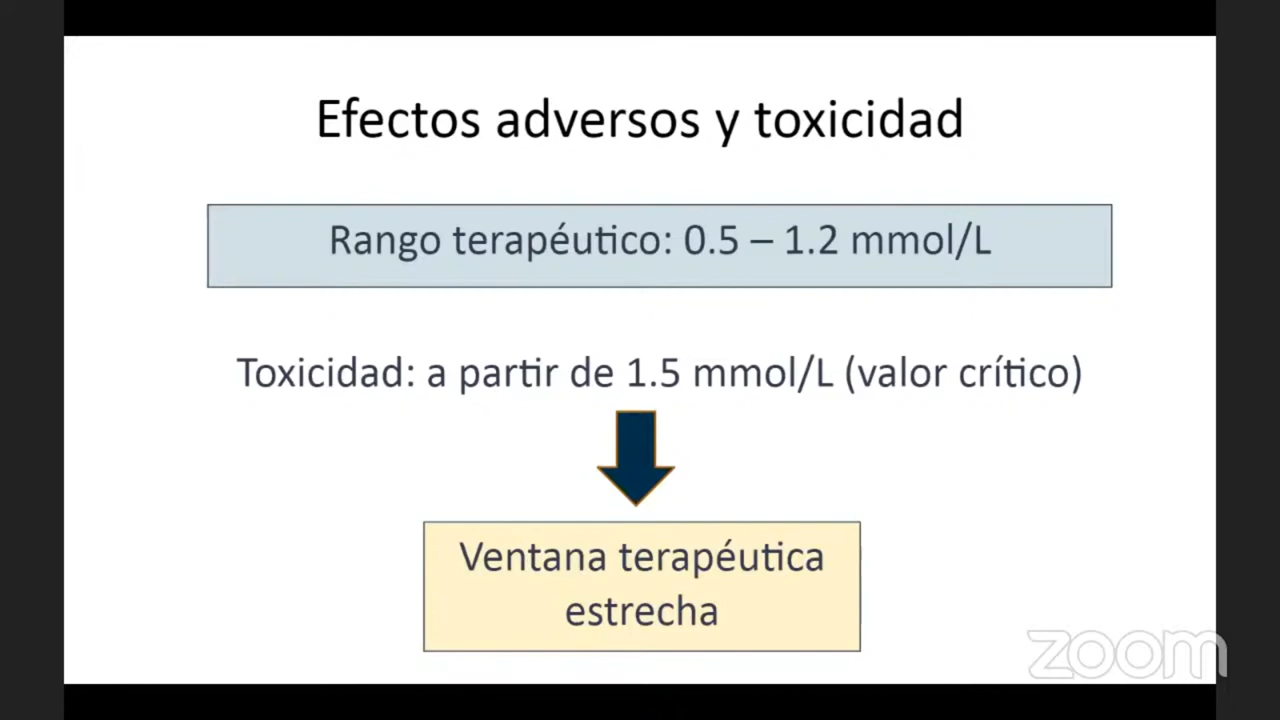 Efectos adversos y toxicidad
Rango terapéutico: 0.5 – 1.2 mmol/L
Toxicidad: a partir de 1.5 mmol/L (valor crítico)
Ventana terapéutica
estrecha
zoom